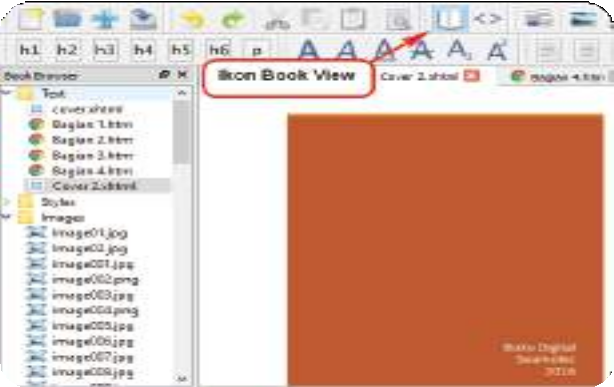 h1 h2 h3 h4 h5 h6 p A A A A A A
Book Browser
Ikon Book View
Cover 2.xhtml
Bagian 4.htm
Text
cover.xhtml
Bagian 1.htm
Bagian 2.htm
Bagian 3.htm
Bagian 4.htm
Cover 2.xhtml
Styles
Images
Image01.jpg
Image02.jpg
image001.jpg
image002.png
image003.jpg
image004.png
image005.jpg
image006.jpg
image007.jpg
image008.jpg
Buku Digital
2016